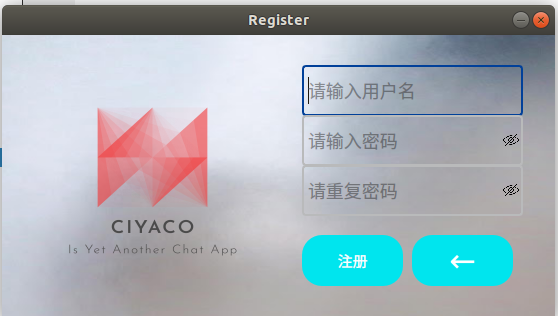 Register
请输入用户名
请输入密码
请重复密码
CIYACO
Is Yet Another Chat App
注册